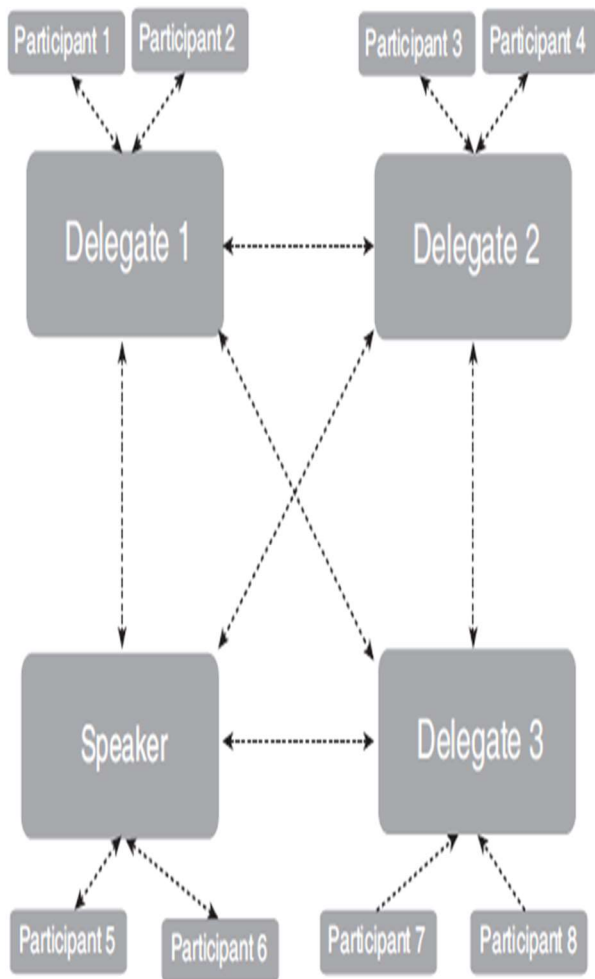 Participant 1
Participant 2
Participant 3
Participant 4
Delegate 1
Delegate 2
Speaker
Delegate 3
Participant 5
Participant 6
Participant 7
Participant 8